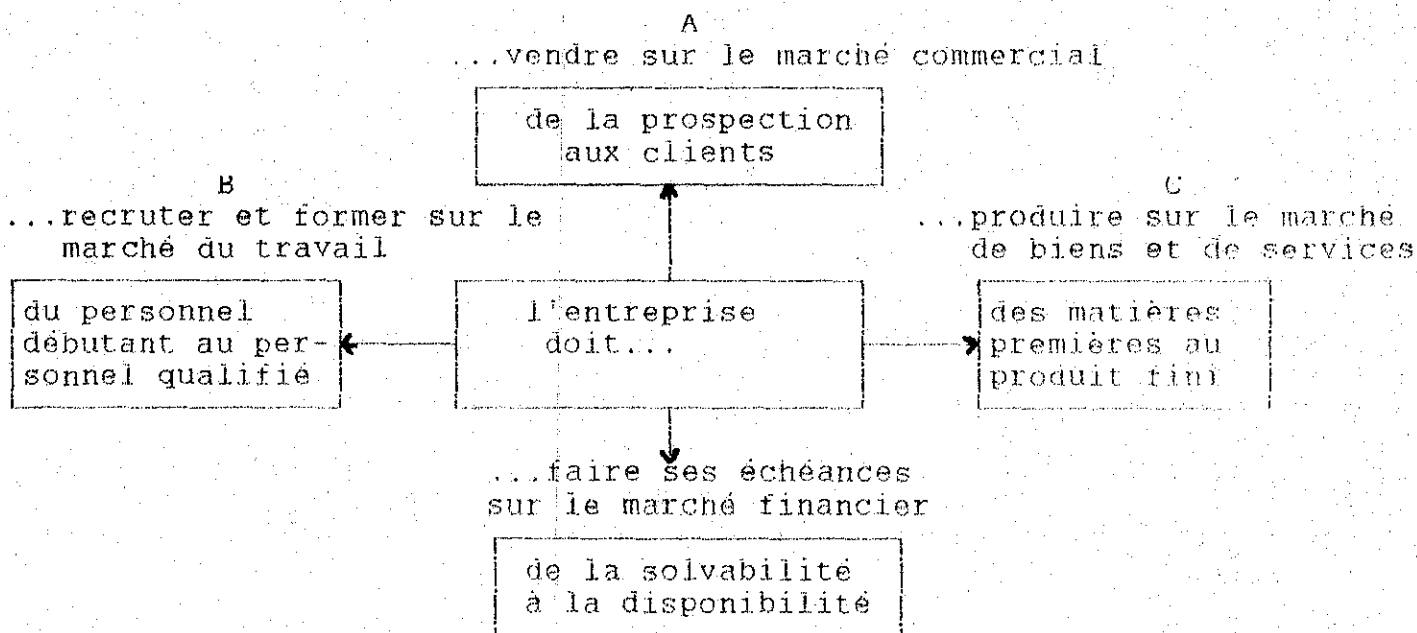 A
...vendre sur le marché commercial
de la prospection
aux clients
B
...recruter et former sur le
marché du travail
du personnel
débutant au per-
sonnel qualifié
l'entreprise
doit...
C
...produire sur le marché
de biens et de services
des matières
premières au
produit fini
...faire ses échéances
sur le marché financier
de la solvabilité
à la disponibilité